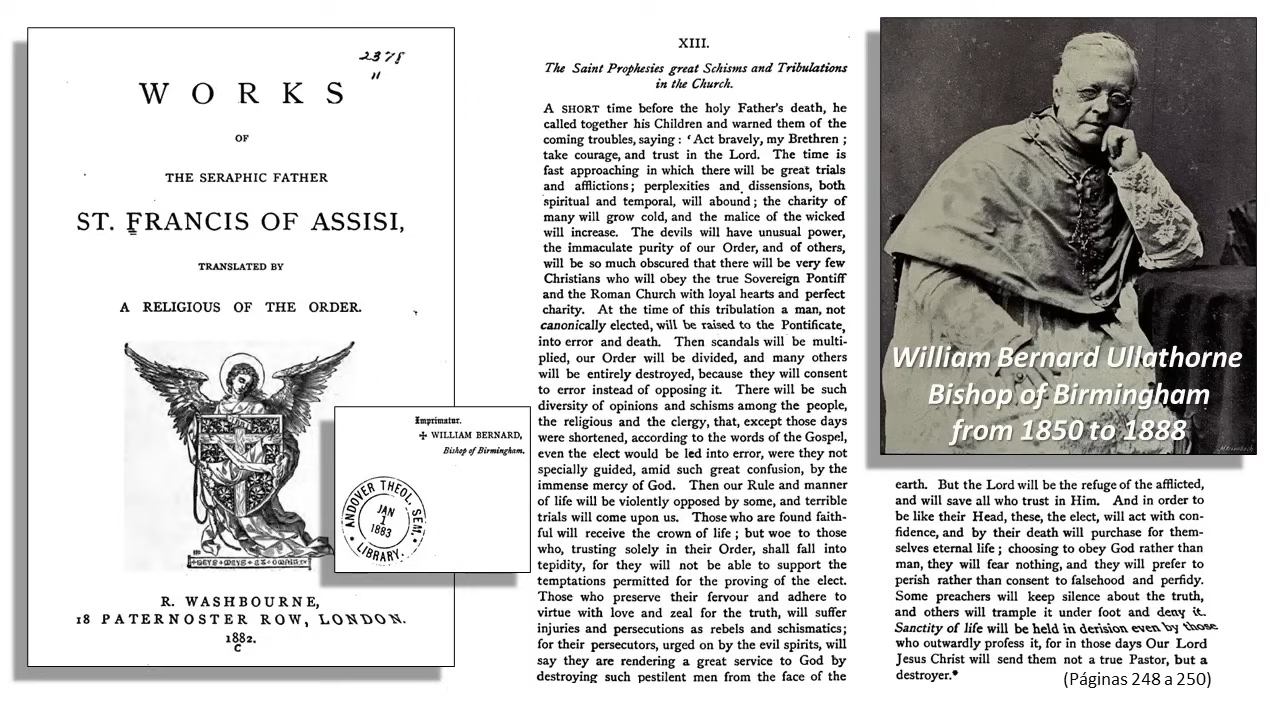 2378
"
WORKS
OF
THE SERAPHIC FATHER
ST. FRANCIS OF ASSISI,
TRANSLATED BY
A RELIGIOUS OF THE ORDER.
R. WASHBOURNE,
18 PATERNOSTER ROW, LONDON.
1882.
C
Imprimatur.
✠ WILLIAM BERNARD,
Bishop of Birmingham.
ANDOVER THEOL. SEM.
JAN
1
1883
LIBRARY.
XIII.
The Saint Prophesies great Schisms and Tribulations
in the Church.
A SHORT time before the holy Father's death, he
called together his Children and warned them of the
coming troubles, saying : ‘Act bravely, my Brethren ;
take courage, and trust in the Lord. The time is
fast approaching in which there will be great trials
and afflictions ; perplexities and dissensions, both
spiritual and temporal, will abound ; the charity of
many will grow cold, and the malice of the wicked
will increase. The devils will have unusual power,
the immaculate purity of our Order, and of others,
will be so much obscured that there will be very few
Christians who will obey the true Sovereign Pontiff
and the Roman Church with loyal hearts and perfect
charity. At the time of this tribulation a man, not
canonically elected, will be raised to the Pontificate,
into error and death. Then scandals will be multi-
plied, our Order will be divided, and many others
will be entirely destroyed, because they will consent
to error instead of opposing it. There will be such
diversity of opinions and schisms among the people,
the religious and the clergy, that, except those days
were shortened, according to the words of the Gospel,
even the elect would be led into error, were they not
specially guided, amid such great confusion, by the
immense mercy of God. Then our Rule and manner
of life will be violently opposed by some, and terrible
trials will come upon us. Those who are found faith-
ful will receive the crown of life ; but woe to those
who, trusting solely in their Order, shall fall into
tepidity, for they will not be able to support the
temptations permitted for the proving of the elect.
Those who preserve their fervour and adhere to
virtue with love and zeal for the truth, will suffer
injuries and persecutions as rebels and schismatics;
for their persecutors, urged on by the evil spirits, will
say they are rendering a great service to God by
destroying such pestilent men from the face of the
William Bernard Ullathorne
Bishop of Birmingham
from 1850 to 1888
earth. But the Lord will be the refuge of the afflicted,
and will save all who trust in Him. And in order to
be like their Head, these, the elect, will act with con-
fidence, and by their death will purchase for them-
selves eternal life ; choosing to obey God rather than
man, they will fear nothing, and they will prefer to
perish rather than consent to falsehood and perfidy.
Some preachers will keep silence about the truth,
and others will trample it under foot and deny it.
Sanctity of life will be held in derision even by those
who outwardly profess it, for in those days Our Lord
Jesus Christ will send them not a true Pastor, but a
destroyer.*
(Páginas 248 a 250)